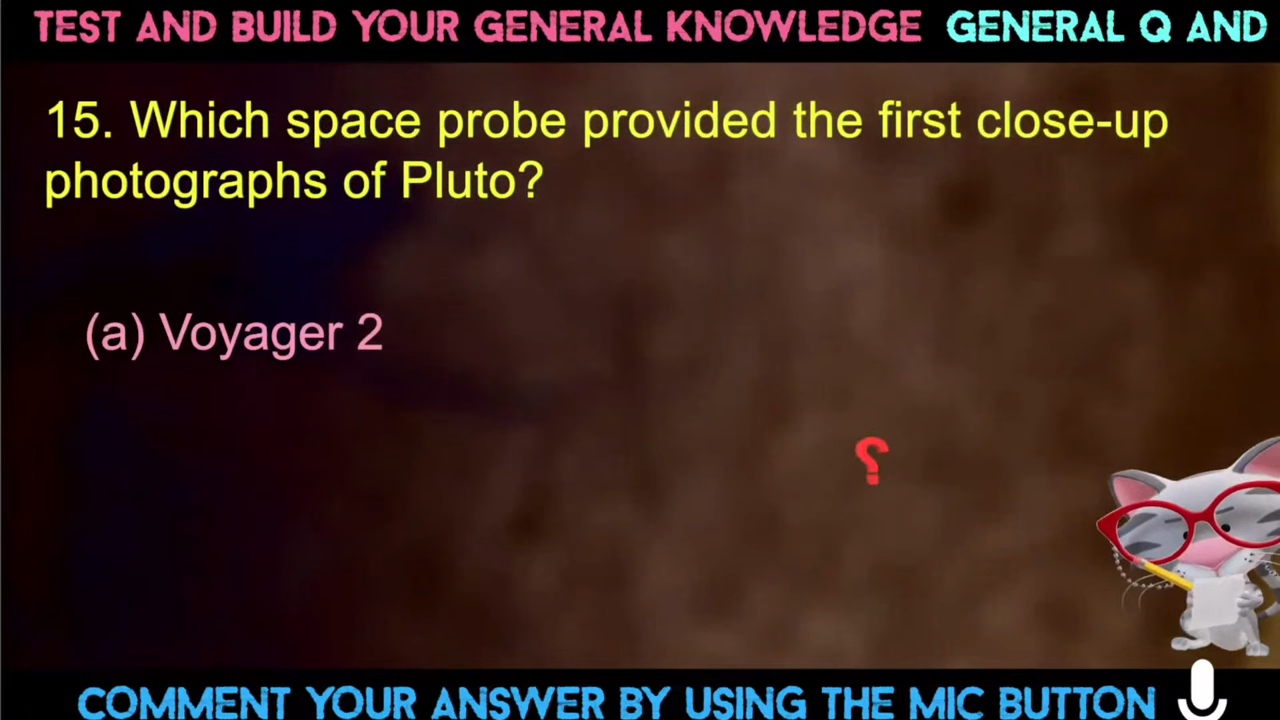 TEST AND BUILD YOUR GENERAL KNOWLEDGE GENERAL Q AND
15. Which space probe provided the first close-up
photographs of Pluto?
(a) Voyager 2
?
COMMENT YOUR ANSWER BY USING THE MIC BUTTON